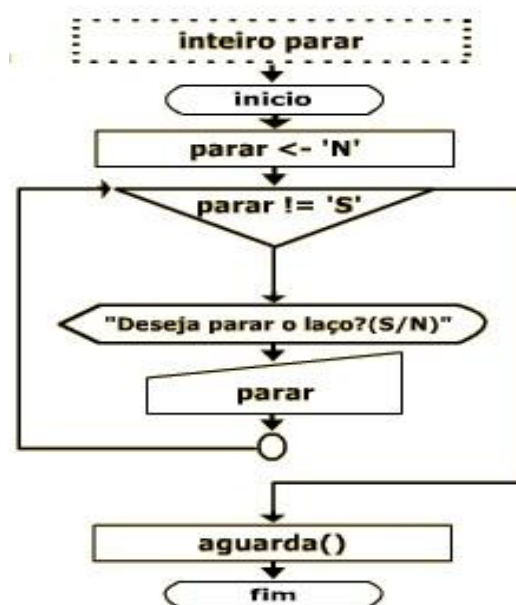 inteiro parar
inicio
parar <- 'N'
parar != 'S'
"Deseja parar o laço?(S/N)"
parar
aguarda()
fim